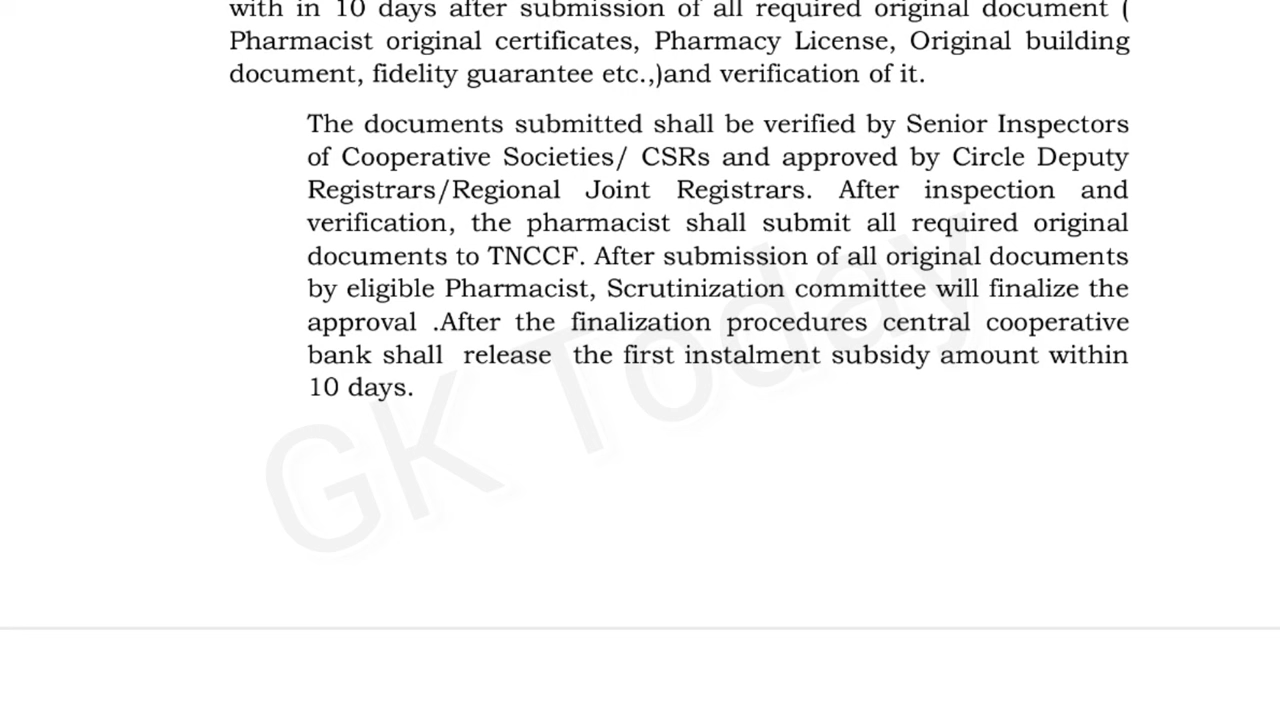 with in 10 days after submission of all required original document (
Pharmacist original certificates, Pharmacy License, Original building
document, fidelity guarantee etc.,)and verification of it.
The documents submitted shall be verified by Senior Inspectors
of Cooperative Societies/ CSRs and approved by Circle Deputy
Registrars/Regional Joint Registrars. After inspection and
verification, the pharmacist shall submit all required original
documents to TNCCF. After submission of all original documents
by eligible Pharmacist, Scrutinization committee will finalize the
approval .After the finalization procedures central cooperative
bank shall release the first instalment subsidy amount within
10 days.
GK Today